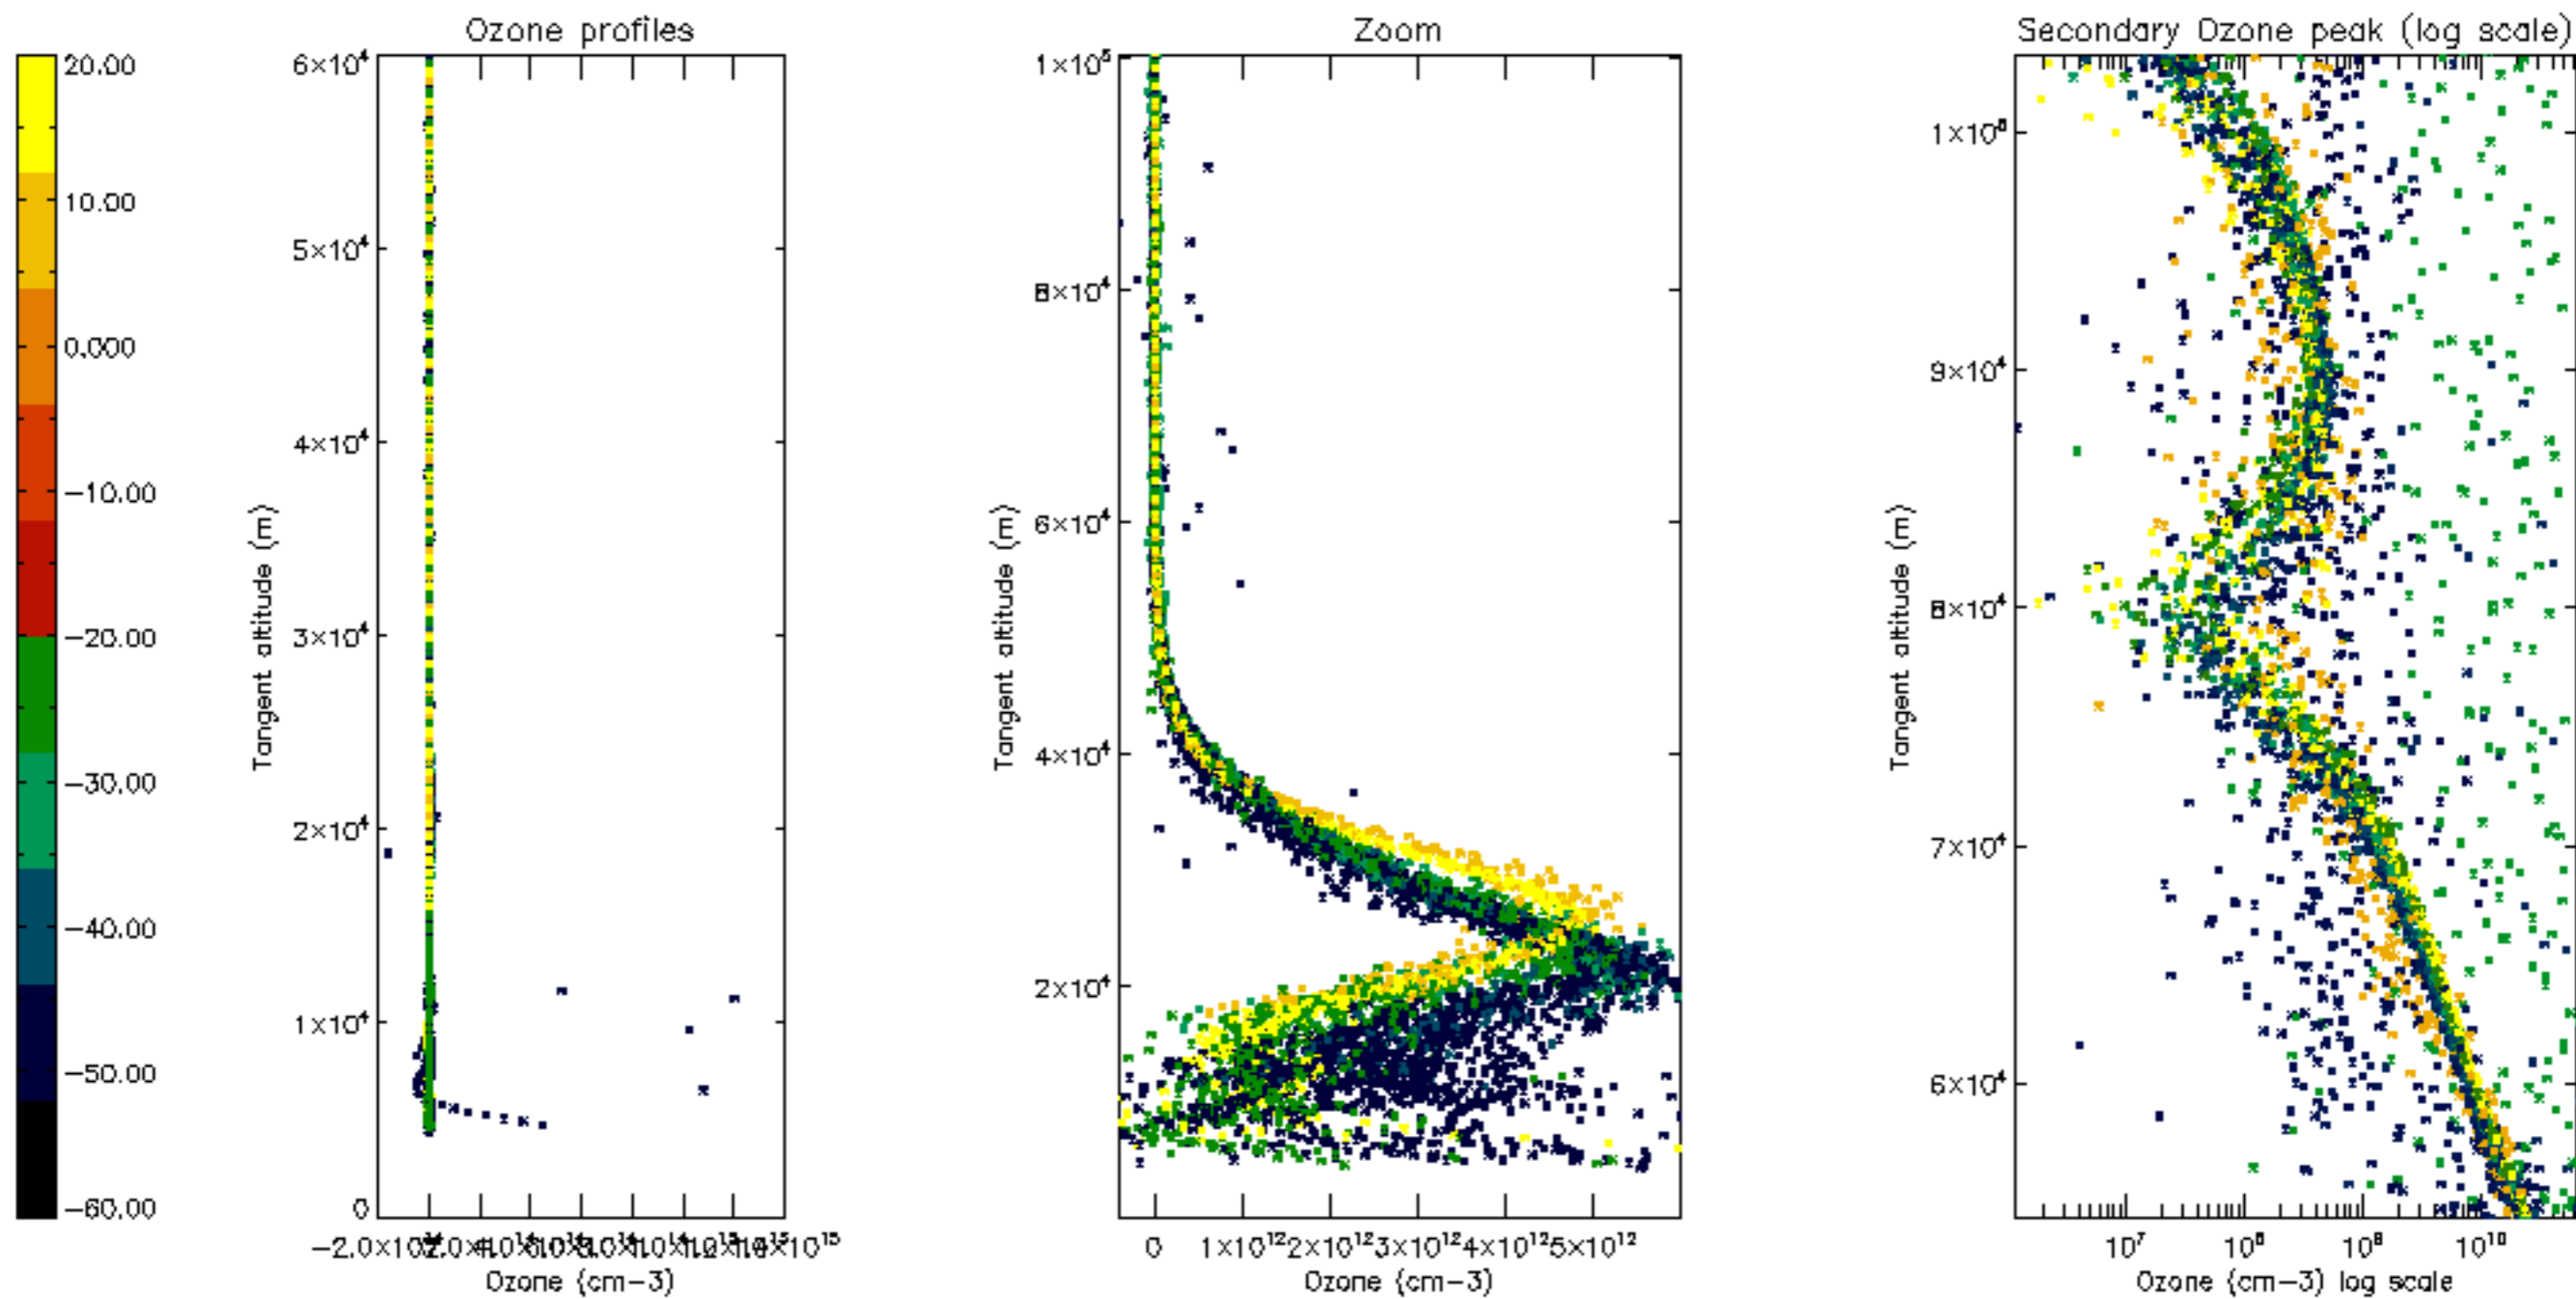 Ozone profiles
Zoom
Secondary Ozone peak (log scale)
20.00
10.00
0.000
−10.00
−20.00
−30.00
−40.00
−50.00
−60.00
Tangent altitude (m)
6×10⁴
5×10⁴
4×10⁴
3×10⁴
2×10⁴
1×10⁴
0
Ozone (cm−3)
Tangent altitude (m)
1×10⁵
8×10⁴
6×10⁴
4×10⁴
2×10⁴
0 1×10¹² 2×10¹² 3×10¹² 4×10¹² 5×10¹²
Ozone (cm−3)
Tangent altitude (m)
1×10⁵
9×10⁴
8×10⁴
7×10⁴
6×10⁴
10⁷ 10⁸ 10⁹ 10¹⁰
Ozone (cm−3) log scale